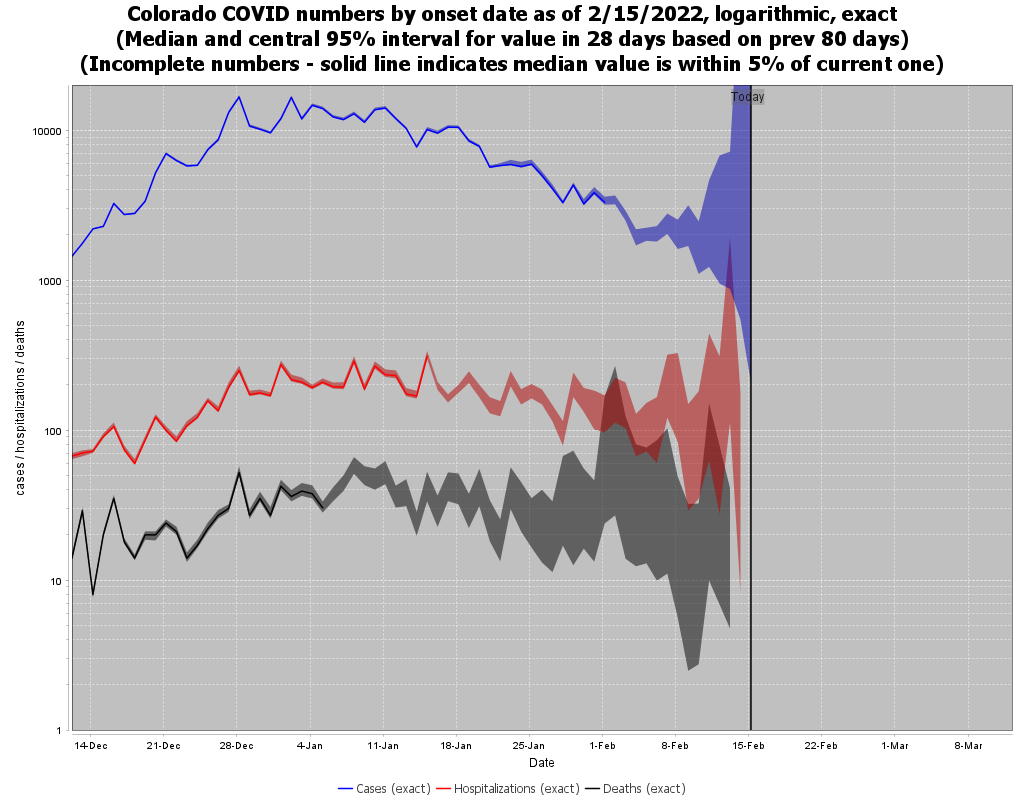 Colorado COVID numbers by onset date as of 2/15/2022, logarithmic, exact
(Median and central 95% interval for value in 28 days based on prev 80 days)
(Incomplete numbers - solid line indicates median value is within 5% of current one)
Today
10000
1000
100
10
1
cases / hospitalizations / deaths
14-Dec 21-Dec 28-Dec 4-Jan 11-Jan 18-Jan 25-Jan 1-Feb 8-Feb 15-Feb 22-Feb 1-Mar 8-Mar
Date
Cases (exact) Hospitalizations (exact) Deaths (exact)